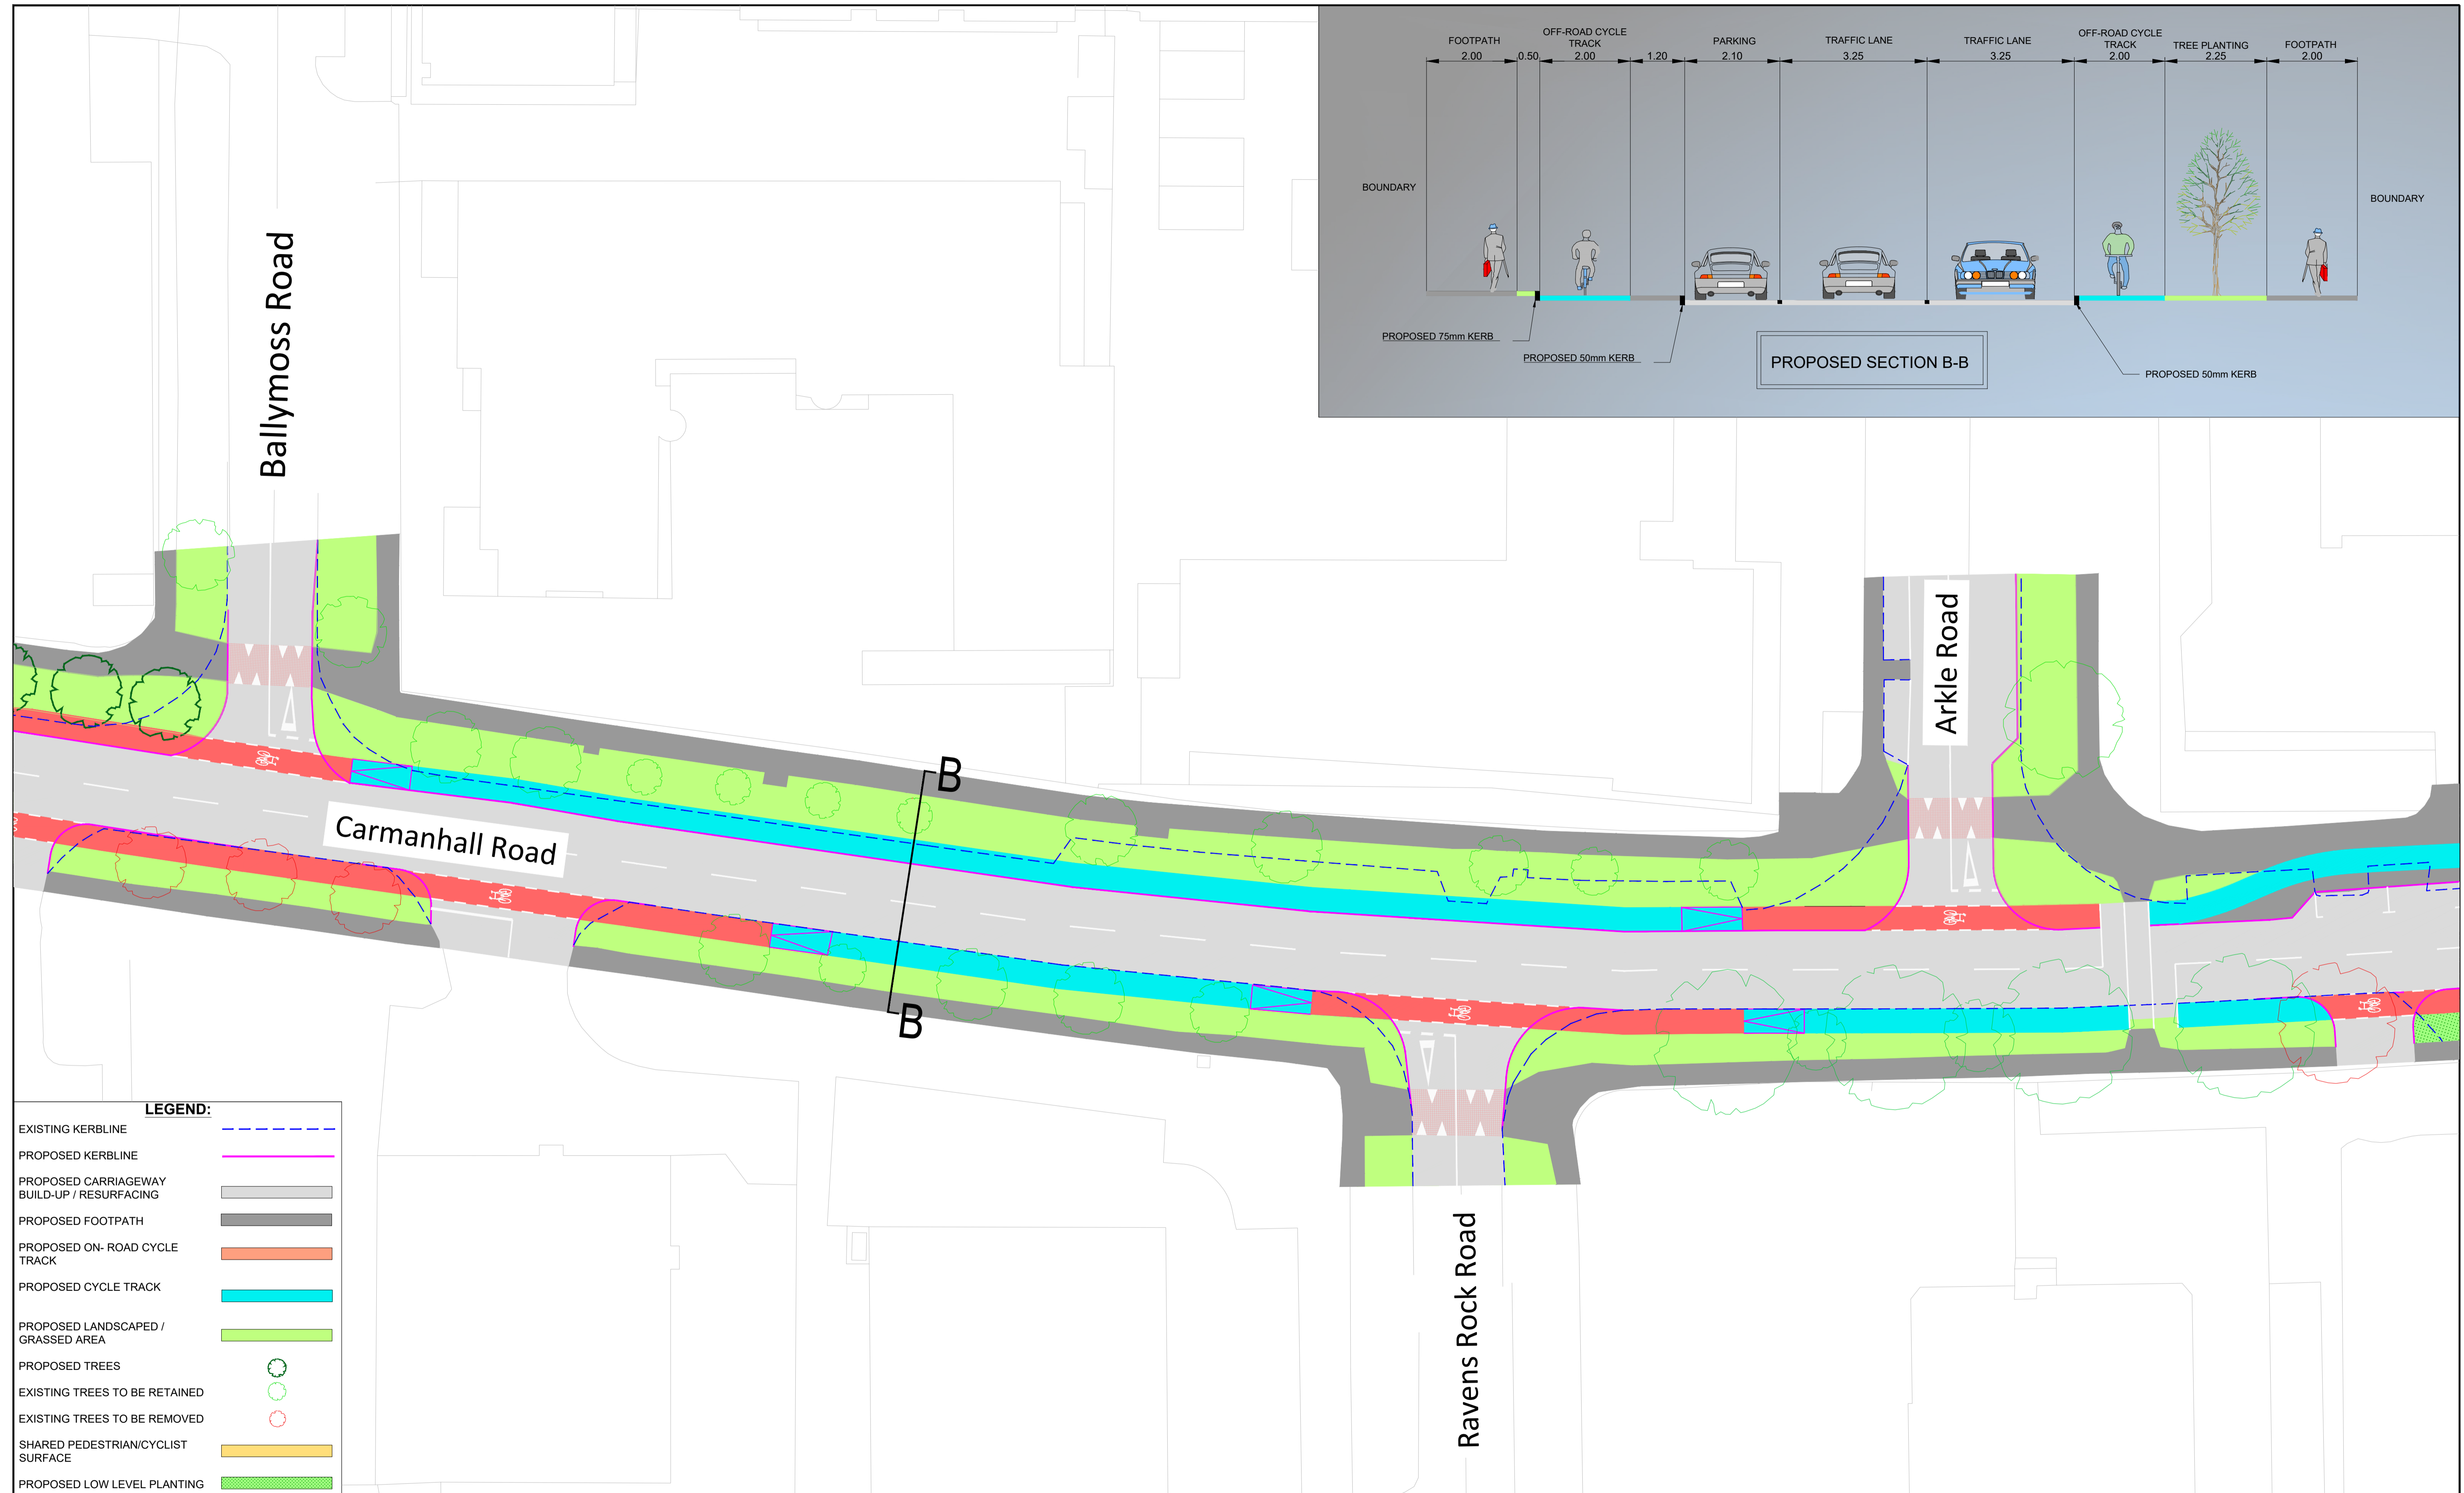 FOOTPATH
2.00
0.50
OFF-ROAD CYCLE
TRACK
2.00
1.20
PARKING
2.10
TRAFFIC LANE
3.25
TRAFFIC LANE
3.25
OFF-ROAD CYCLE
TRACK
2.00
TREE PLANTING
2.25
FOOTPATH
2.00
BOUNDARY
BOUNDARY
PROPOSED 75mm KERB
PROPOSED 50mm KERB
PROPOSED SECTION B-B
PROPOSED 50mm KERB
Ballymoss Road
Arkle Road
Carmanhall Road
B
B
Ravens Rock Road
LEGEND:
EXISTING KERBLINE
PROPOSED KERBLINE
PROPOSED CARRIAGEWAY
BUILD-UP / RESURFACING
PROPOSED FOOTPATH
PROPOSED ON- ROAD CYCLE
TRACK
PROPOSED CYCLE TRACK
PROPOSED LANDSCAPED /
GRASSED AREA
PROPOSED TREES
EXISTING TREES TO BE RETAINED
EXISTING TREES TO BE REMOVED
SHARED PEDESTRIAN/CYCLIST
SURFACE
PROPOSED LOW LEVEL PLANTING